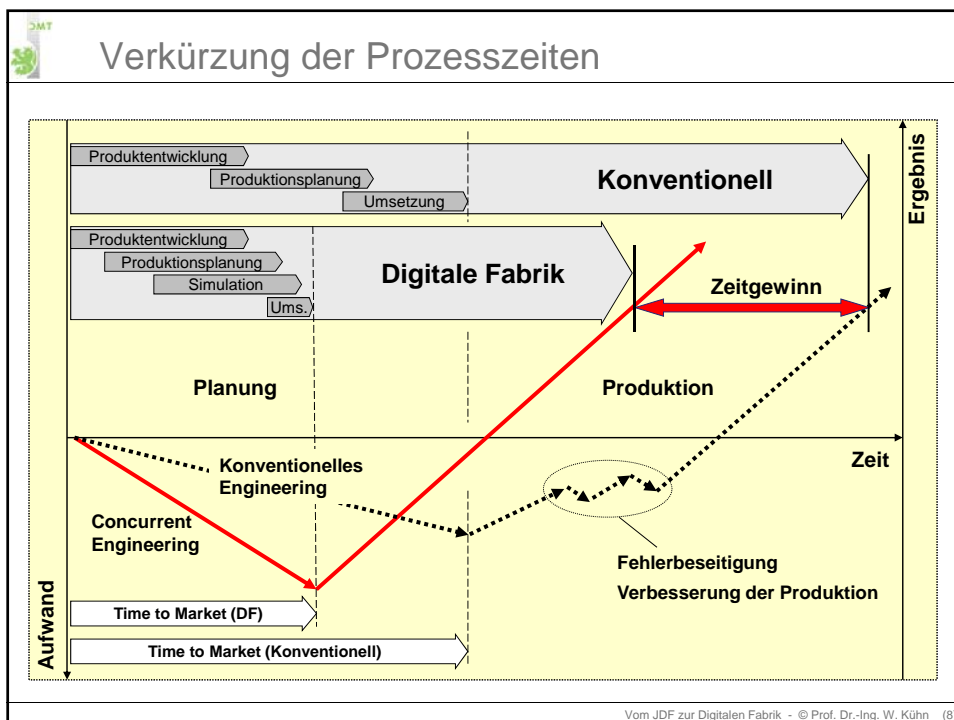 ƆMT
Verkürzung der Prozesszeiten
Ergebnis
Produktentwicklung
Produktionsplanung
Umsetzung
Konventionell
Produktentwicklung
Produktionsplanung
Simulation
Ums.
Digitale Fabrik
Zeitgewinn
Planung
Produktion
Zeit
Konventionelles
Engineering
Concurrent
Engineering
Fehlerbeseitigung
Verbesserung der Produktion
Aufwand
Time to Market (DF)
Time to Market (Konventionell)
Vom JDF zur Digitalen Fabrik - © Prof. Dr.-Ing. W. Kühn (8